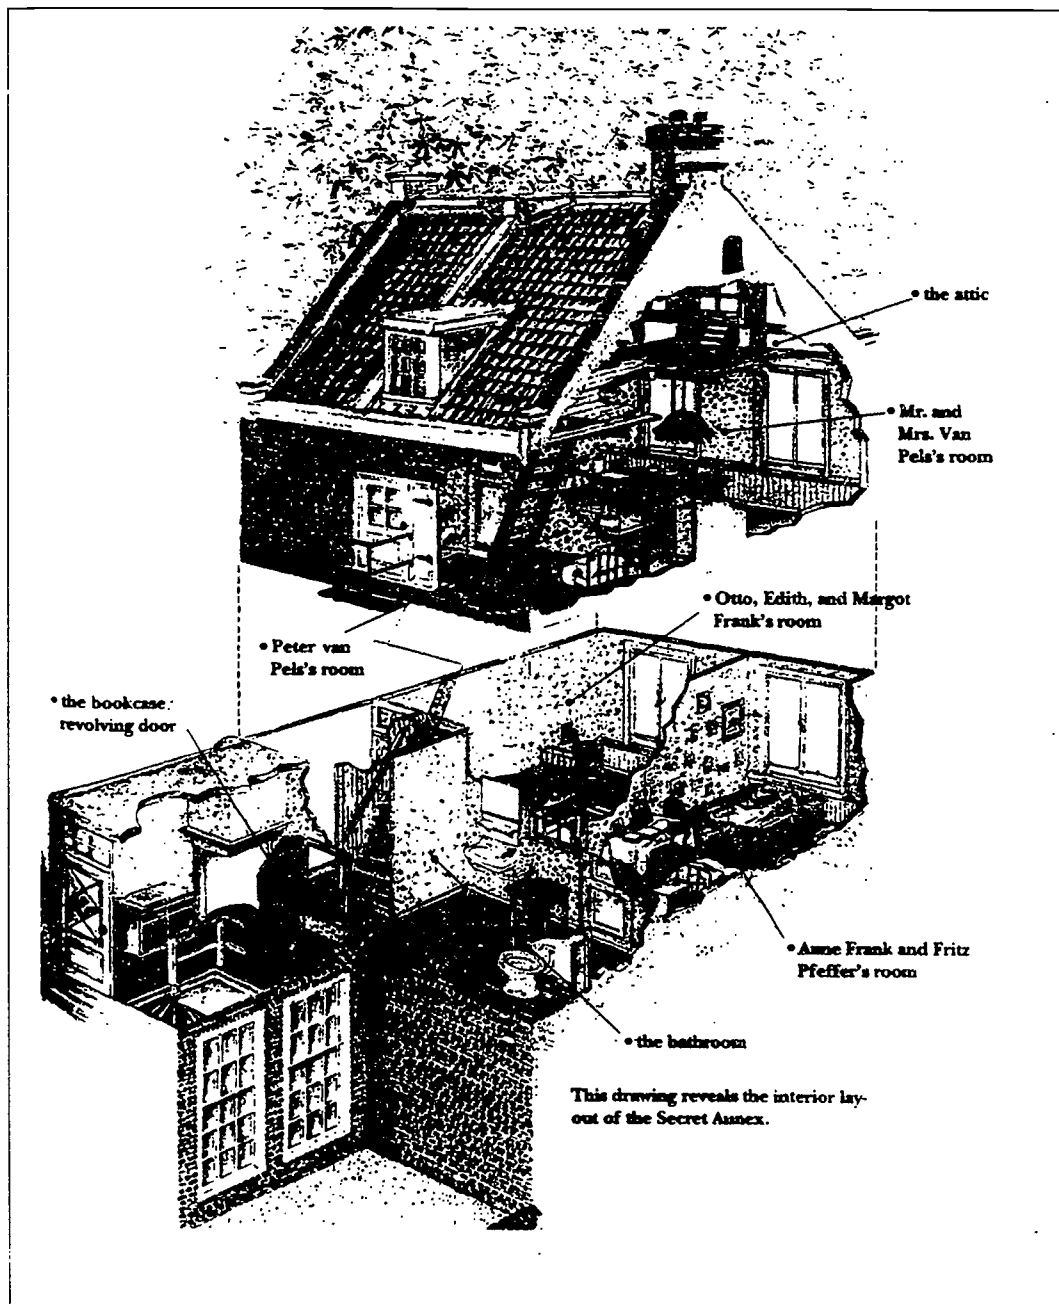 • the attic
• Mr. and
Mrs. Van
Pels's room
• Otto, Edith, and Margot
Frank's room
• Peter van
Pels's room
• the bookcase:
revolving door
• Anne Frank and Fritz
Pfeffer's room
• the bathroom
This drawing reveals the interior lay-
out of the Secret Annex.